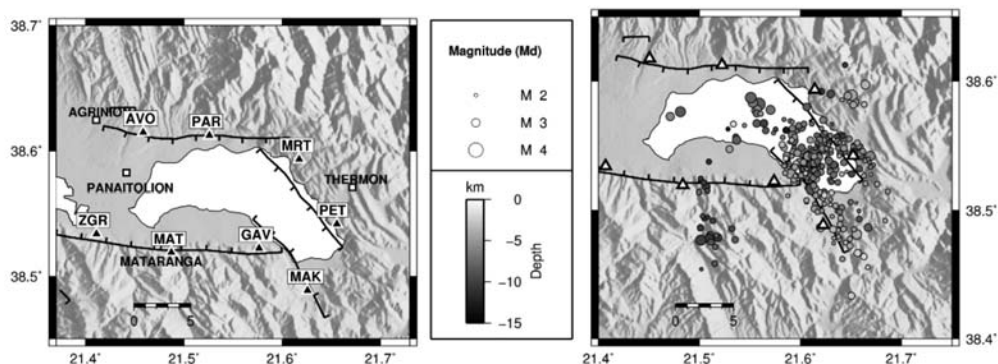 38.7˚
38.6˚
38.5˚
AGRINION
AVO
PAR
MRT
THERMON
PANAITOLION
PET
ZGR
MAT
GAV
MATARANGA
MAK
0 5
21.4˚ 21.5˚ 21.6˚ 21.7˚
Magnitude (Md)
M 2
M 3
M 4
km
0
−5
−10
−15
Depth
38.6˚
38.5˚
38.4˚
0 5
21.4˚ 21.5˚ 21.6˚ 21.7˚